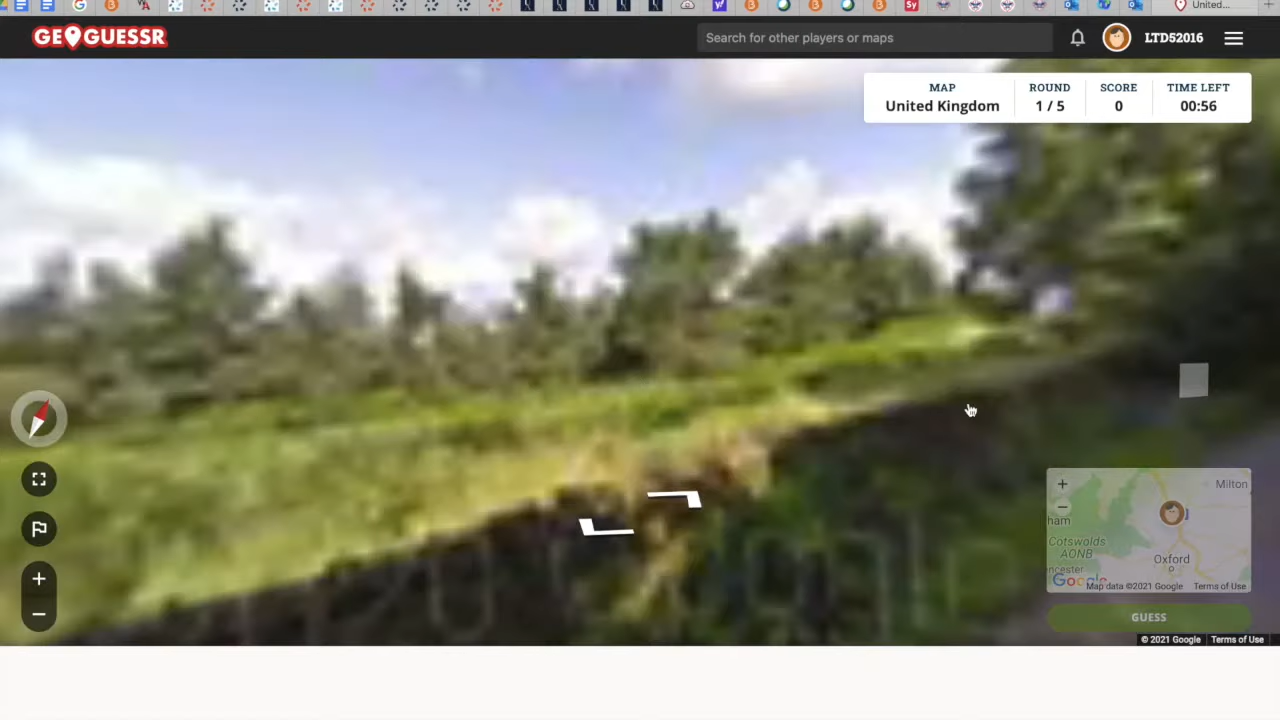 United...
GEOGUESSR
Search for other players or maps
LTD52016
MAP
United Kingdom
ROUND
1 / 5
SCORE
0
TIME LEFT
00:56
+
−
Milton
ham
Cotswolds
AONB
encester
Oxford
Google
Map data ©2021 Google
Terms of Use
GUESS
+
−
© 2021 Google
Terms of Use